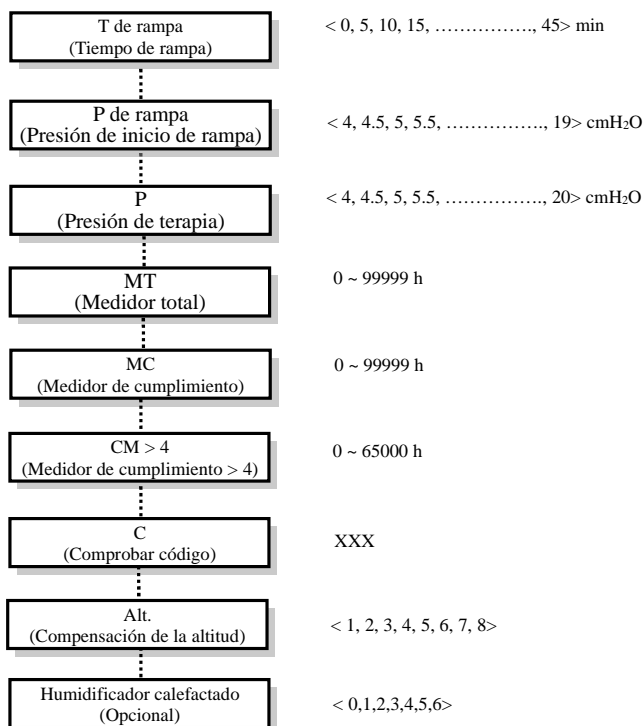 T de rampa
(Tiempo de rampa)
< 0, 5, 10, 15, ……………., 45> min
P de rampa
(Presión de inicio de rampa)
< 4, 4.5, 5, 5.5, ……………., 19> cmH₂O
P
(Presión de terapia)
< 4, 4.5, 5, 5.5, ……………., 20> cmH₂O
MT
(Medidor total)
0 ~ 99999 h
MC
(Medidor de cumplimiento)
0 ~ 99999 h
CM > 4
(Medidor de cumplimiento > 4)
0 ~ 65000 h
C
(Comprobar código)
XXX
Alt.
(Compensación de la altitud)
< 1, 2, 3, 4, 5, 6, 7, 8>
Humidificador calefactado
(Opcional)
< 0,1,2,3,4,5,6>